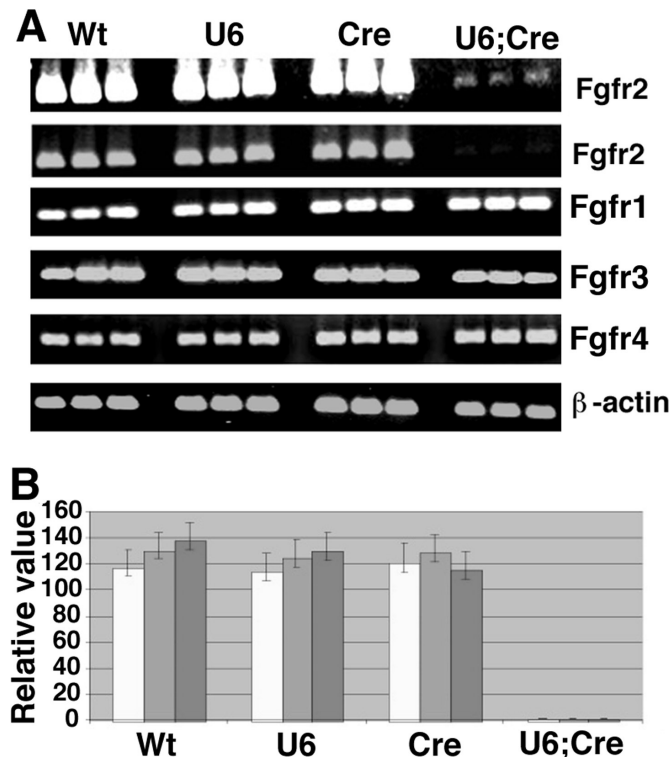 A
Wt U6 Cre U6;Cre
Fgfr2
Fgfr2
Fgfr1
Fgfr3
Fgfr4
β-actin
B
Relative value
160
140
120
100
80
60
40
20
0
Wt U6 Cre U6;Cre